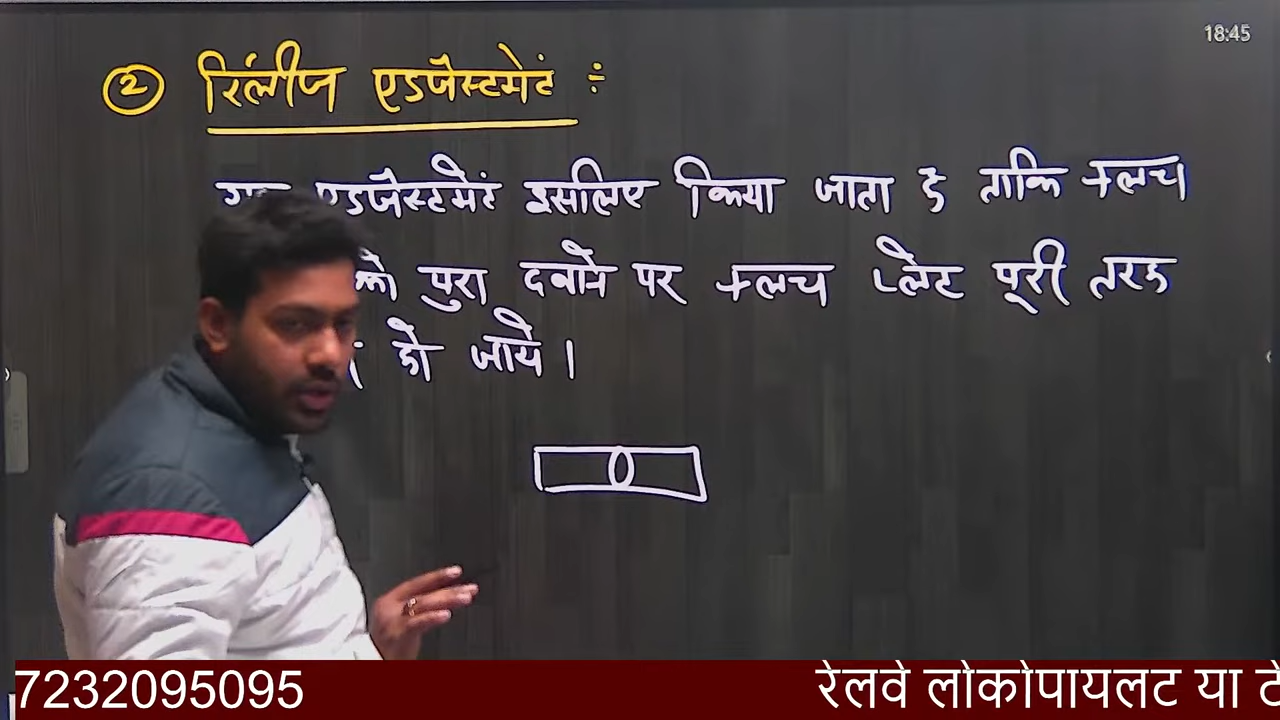 18:45
② रिलीज एडजेस्टमेटं ÷
एडजेस्टमेटं इसलिए किया जाता है ताकि क्लच
को पुरा दबाने पर क्लच प्लेट पूरी तरह
हो जाये।
7232095095 रेलवे लोकोपायलट या